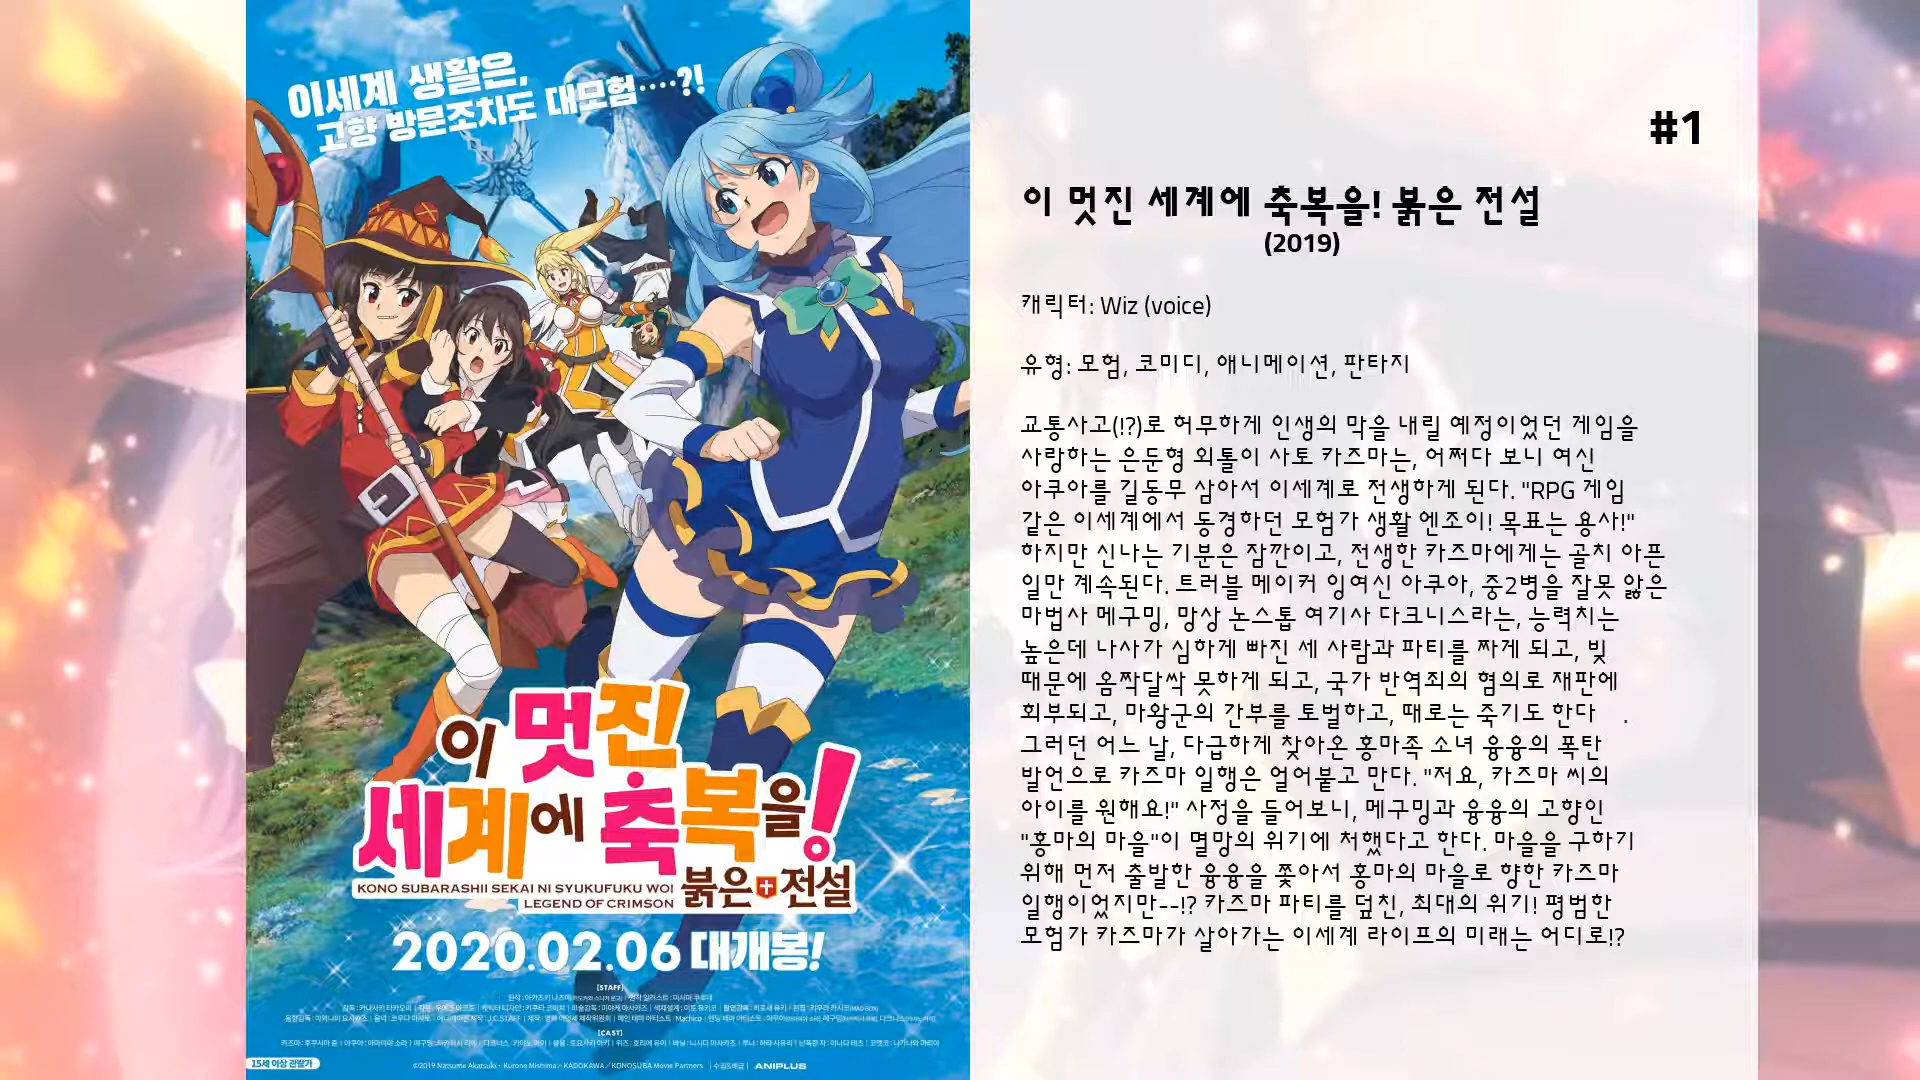 이세계 생활은,
고향 방문조차도 대모험····?!
이 멋진
세계에 축복을!
KONO SUBARASHII SEKAI NI SYUKUFUKU WO!
LEGEND OF CRIMSON
붉은 전설
2020.02.06 대개봉!
[STAFF]
[CAST]
15세 이상 관람가
©2019 Natsume Akatsuki・Kurone Mishima／KADOKAWA／KONOSUBA Movie Partners | 수입&배급 | ANIPLUS
#1
이 멋진 세계에 축복을! 붉은 전설
(2019)
캐릭터: Wiz (voice)
유형: 모험, 코미디, 애니메이션, 판타지
교통사고(!?)로 허무하게 인생의 막을 내릴 예정이었던 게임을
사랑하는 은둔형 외톨이 사토 카즈마는, 어쩌다 보니 여신
아쿠아를 길동무 삼아서 이세계로 전생하게 된다. "RPG 게임
같은 이세계에서 동경하던 모험가 생활 엔조이! 목표는 용사!"
하지만 신나는 기분은 잠깐이고, 전생한 카즈마에게는 골치 아픈
일만 계속된다. 트러블 메이커 잉여신 아쿠아, 중2병을 잘못 앓은
마법사 메구밍, 망상 논스톱 여기사 다크니스라는, 능력치는
높은데 나사가 심하게 빠진 세 사람과 파티를 짜게 되고, 빚
때문에 옴짝달싹 못하게 되고, 국가 반역죄의 혐의로 재판에
회부되고, 마왕군의 간부를 토벌하고, 때로는 죽기도 한다 .
그러던 어느 날, 다급하게 찾아온 홍마족 소녀 융융의 폭탄
발언으로 카즈마 일행은 얼어붙고 만다. "저요, 카즈마 씨의
아이를 원해요!" 사정을 들어보니, 메구밍과 융융의 고향인
"홍마의 마을"이 멸망의 위기에 처했다고 한다. 마을을 구하기
위해 먼저 출발한 융융을 쫓아서 홍마의 마을로 향한 카즈마
일행이었지만--!? 카즈마 파티를 덮친, 최대의 위기! 평범한
모험가 카즈마가 살아가는 이세계 라이프의 미래는 어디로!?